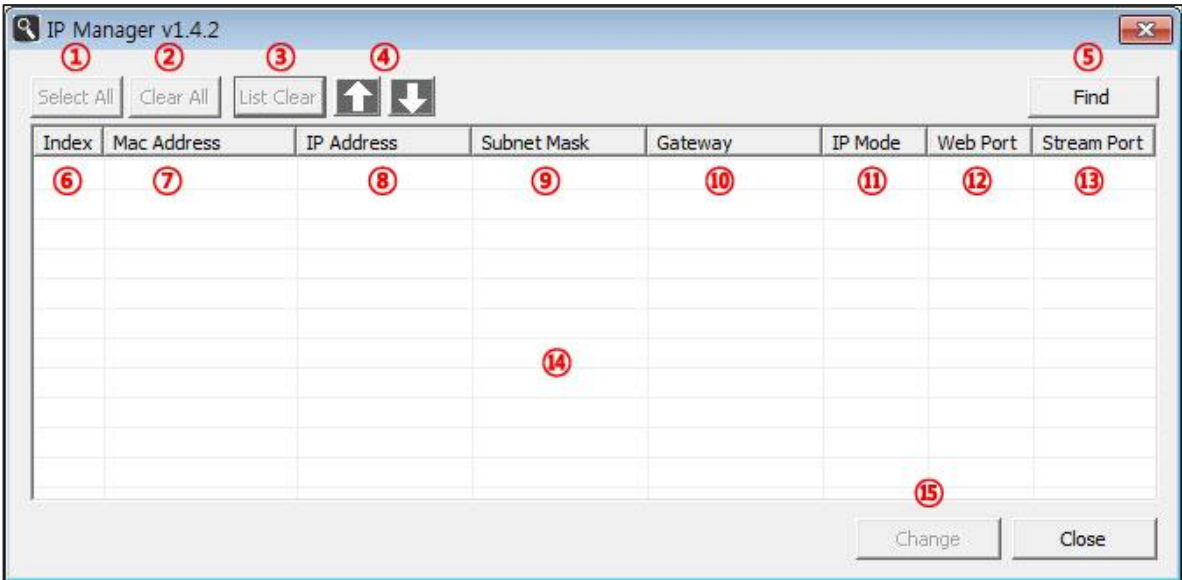 IP Manager v1.4.2
① ② ③ ④ ⑤
Select All Clear All List Clear Find
Index Mac Address IP Address Subnet Mask Gateway IP Mode Web Port Stream Port
⑥ ⑦ ⑧ ⑨ ⑩ ⑪ ⑫ ⑬
⑭
⑮
Change Close